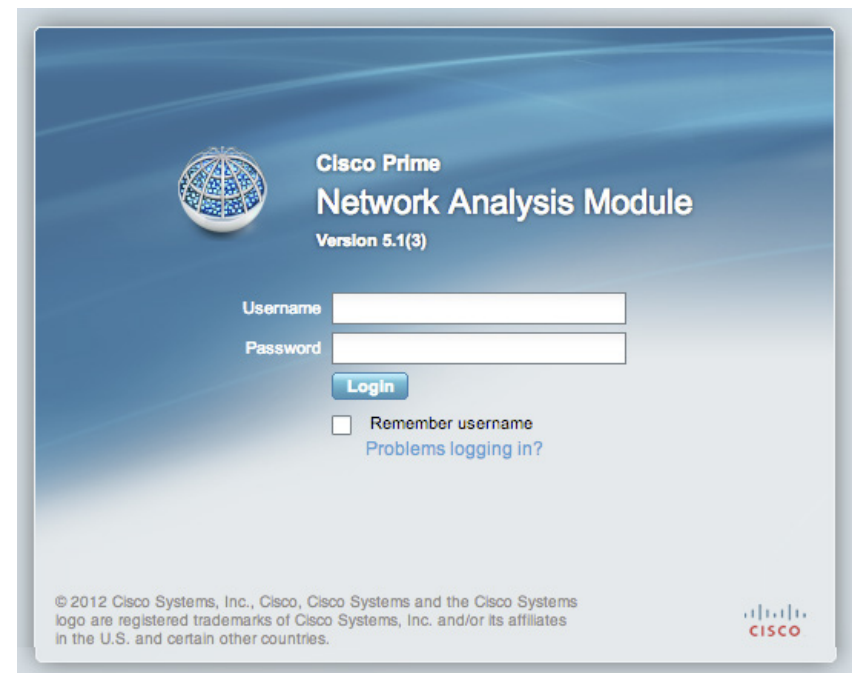 Cisco Prime
Network Analysis Module
Version 5.1(3)
Username
Password
Login
Remember username
Problems logging in?
© 2012 Cisco Systems, Inc., Cisco, Cisco Systems and the Cisco Systems
logo are registered trademarks of Cisco Systems, Inc. and/or its affiliates
in the U.S. and certain other countries.
CISCO